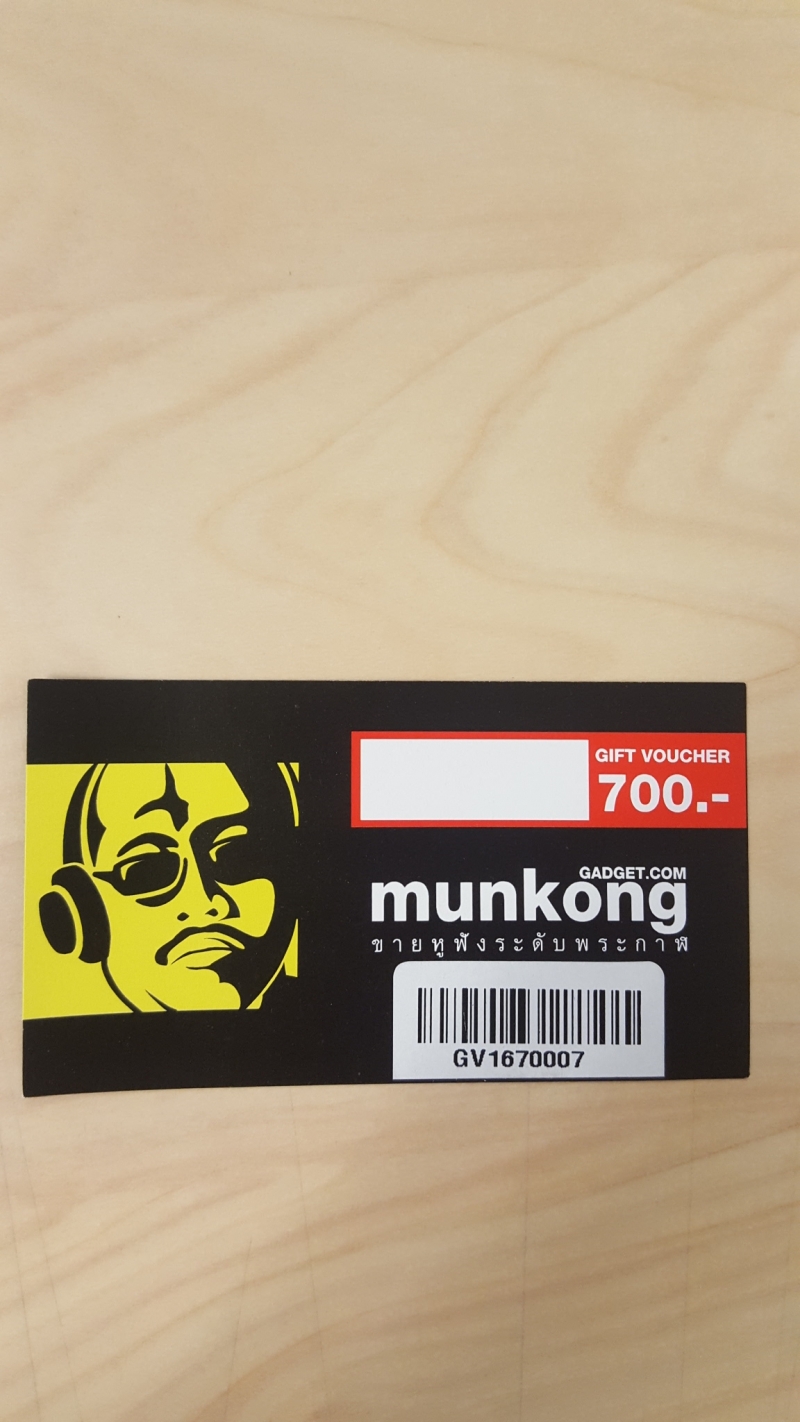 GIFT VOUCHER
700.-
GADGET.COM
munkong
ขายหูฟังระดับพระกาฬ
GV1670007